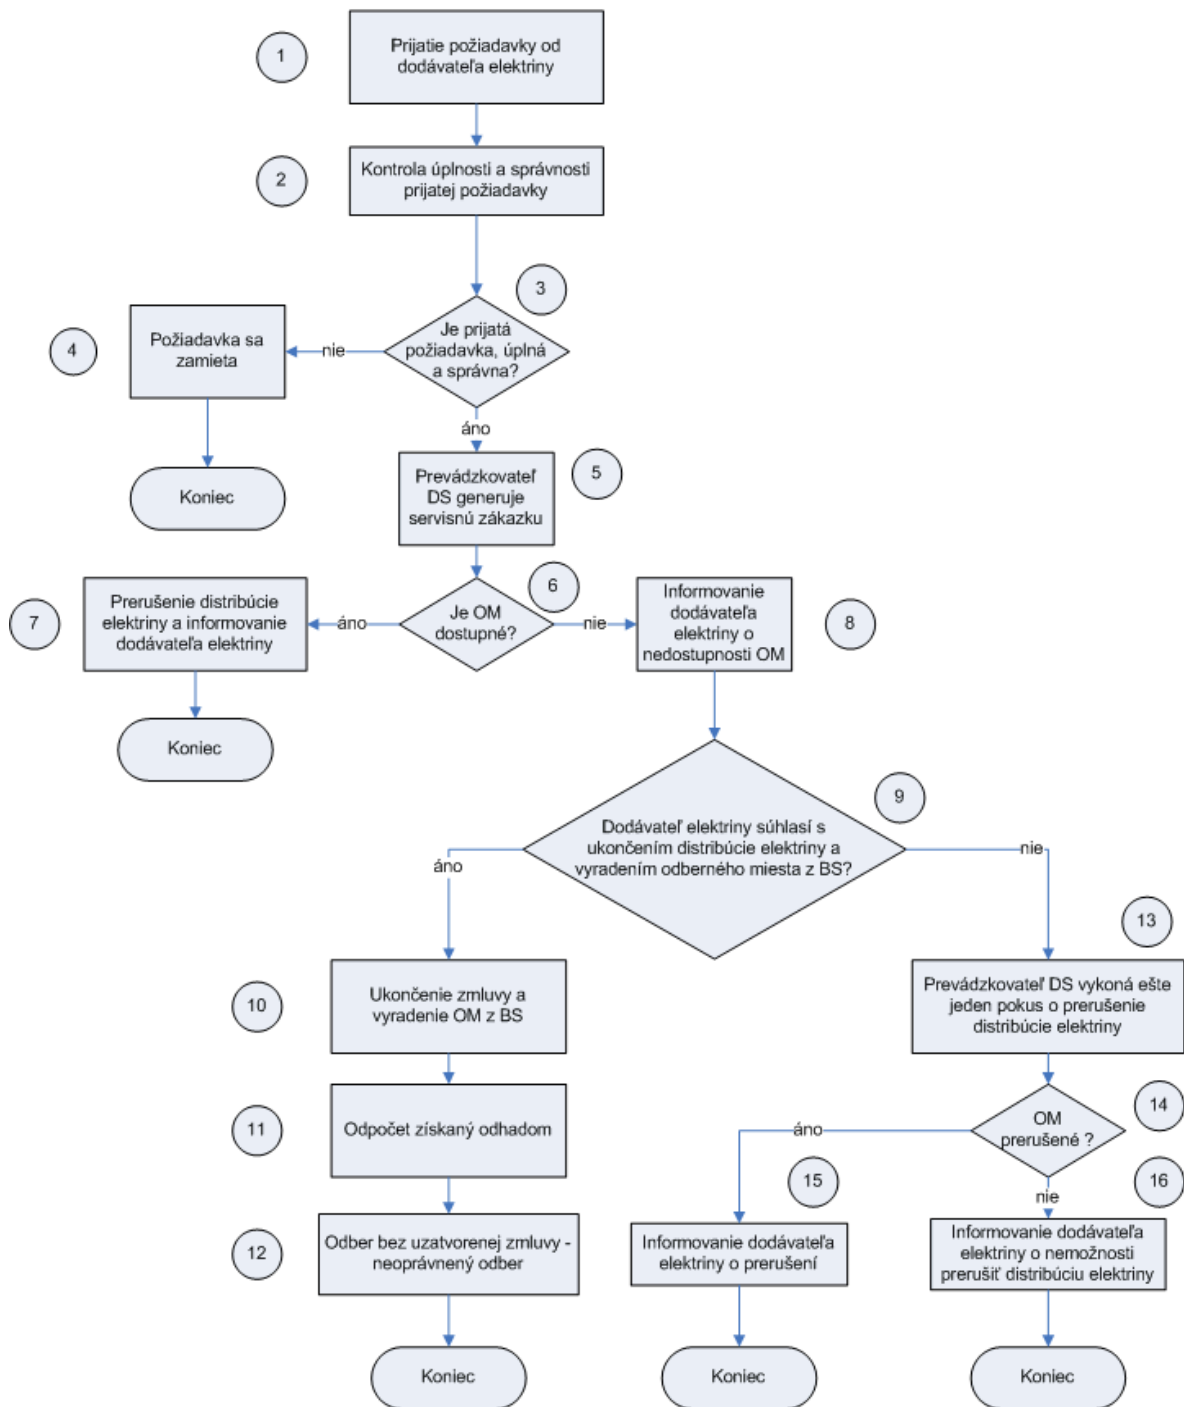 1
Prijatie požiadavky od
dodávateľa elektriny
2
Kontrola úplnosti a správnosti
prijatej požiadavky
3
Je prijatá
požiadavka, úplná
a správna?
nie
4
Požiadavka sa
zamieta
Koniec
áno
5
Prevádzkovateľ
DS generuje
servisnú zákazku
6
Je OM
dostupné?
áno
7
Prerušenie distribúcie
elektriny a informovanie
dodávateľa elektriny
Koniec
nie
Informovanie
dodávateľa
elektriny o
nedostupnosti OM
8
9
Dodávateľ elektriny súhlasí s
ukončením distribúcie elektriny a
vyradením odberného miesta z BS?
áno
nie
10
Ukončenie zmluvy a
vyradenie OM z BS
11
Odpočet získaný odhadom
12
Odber bez uzatvorenej zmluvy -
neoprávnený odber
Koniec
13
Prevádzkovateľ DS vykoná ešte
jeden pokus o prerušenie
distribúcie elektriny
14
OM
prerušené ?
áno
15
Informovanie dodávateľa
elektriny o prerušení
Koniec
nie
16
Informovanie dodávateľa
elektriny o nemožnosti
prerušiť distribúciu elektriny
Koniec